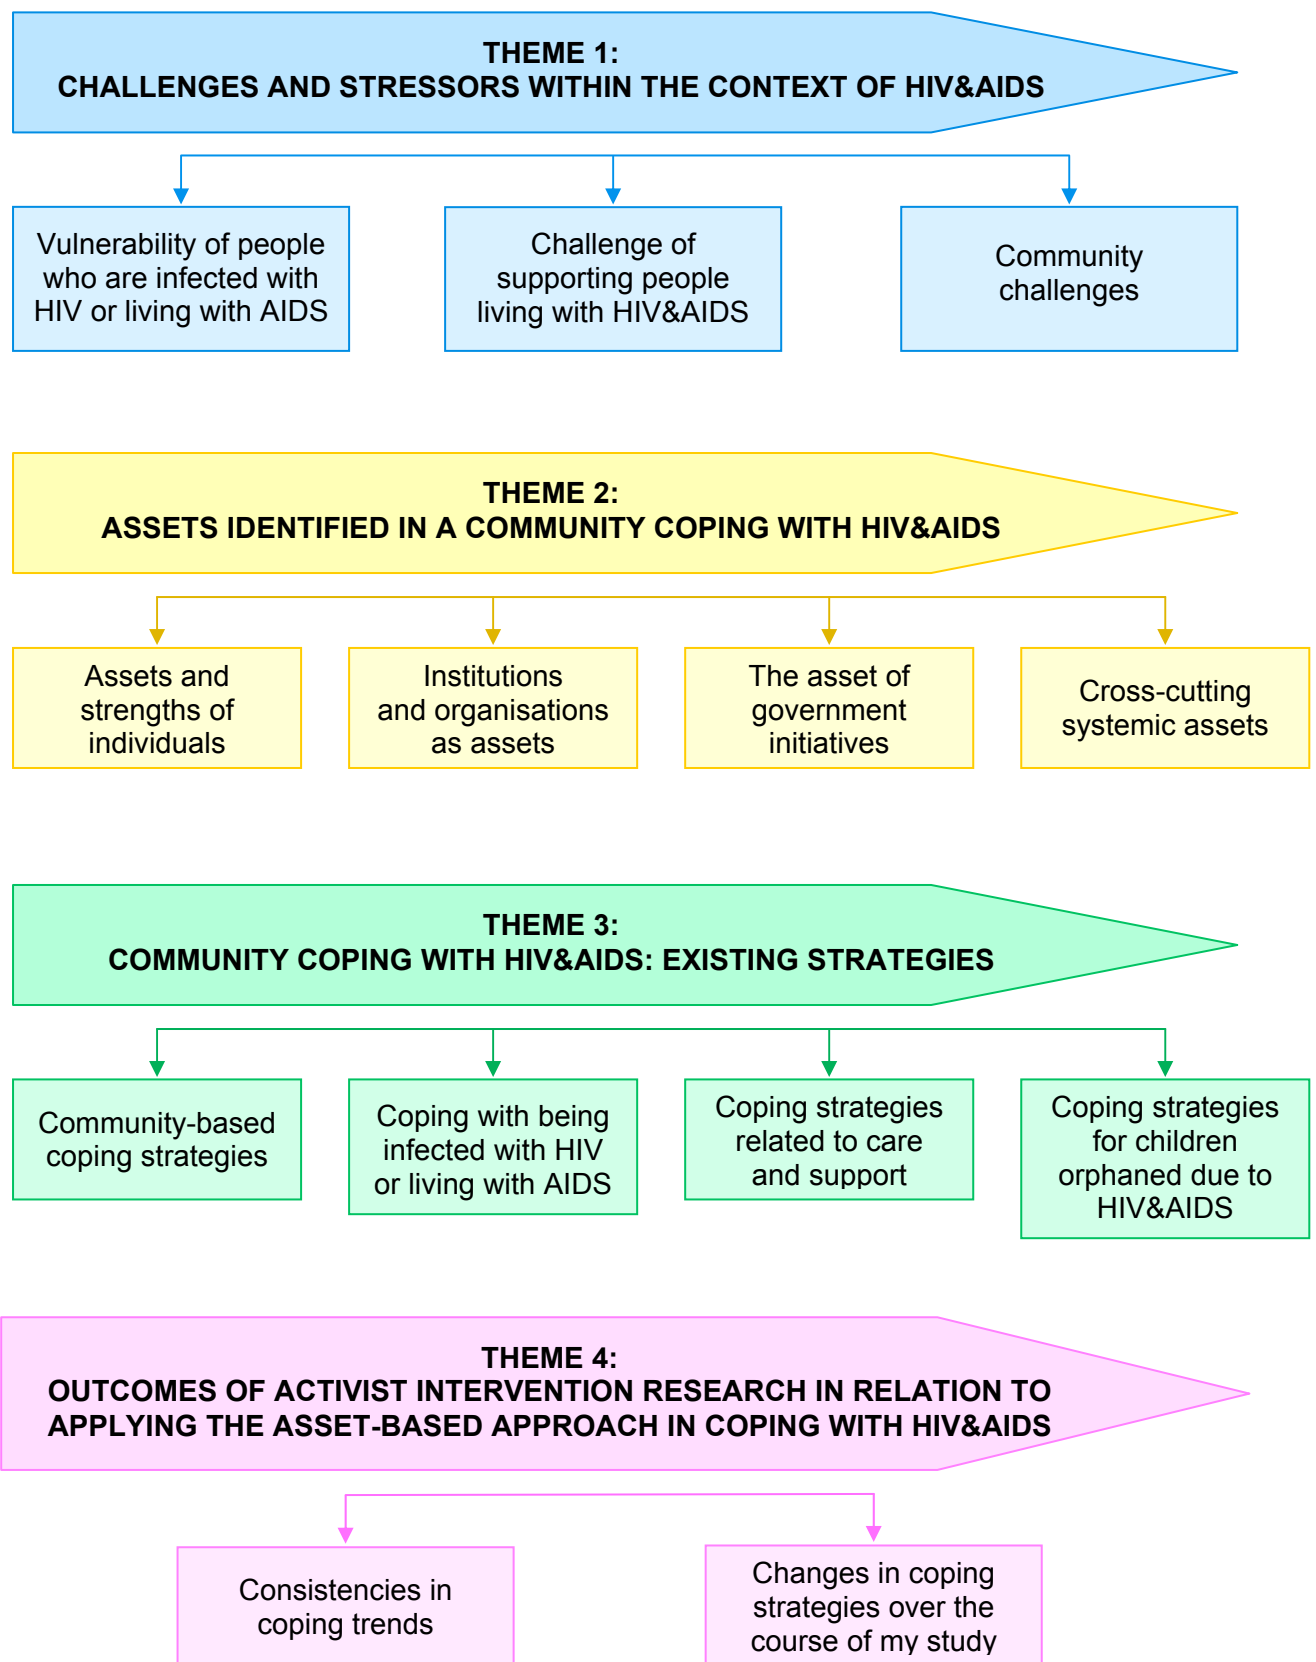 THEME 1:
CHALLENGES AND STRESSORS WITHIN THE CONTEXT OF HIV&AIDS
Vulnerability of people
who are infected with
HIV or living with AIDS
Challenge of
supporting people
living with HIV&AIDS
Community
challenges
THEME 2:
ASSETS IDENTIFIED IN A COMMUNITY COPING WITH HIV&AIDS
Assets and
strengths of
individuals
Institutions
and organisations
as assets
The asset of
government
initiatives
Cross-cutting
systemic assets
THEME 3:
COMMUNITY COPING WITH HIV&AIDS: EXISTING STRATEGIES
Community-based
coping strategies
Coping with being
infected with HIV
or living with AIDS
Coping strategies
related to care
and support
Coping strategies
for children
orphaned due to
HIV&AIDS
THEME 4:
OUTCOMES OF ACTIVIST INTERVENTION RESEARCH IN RELATION TO
APPLYING THE ASSET-BASED APPROACH IN COPING WITH HIV&AIDS
Consistencies in
coping trends
Changes in coping
strategies over the
course of my study